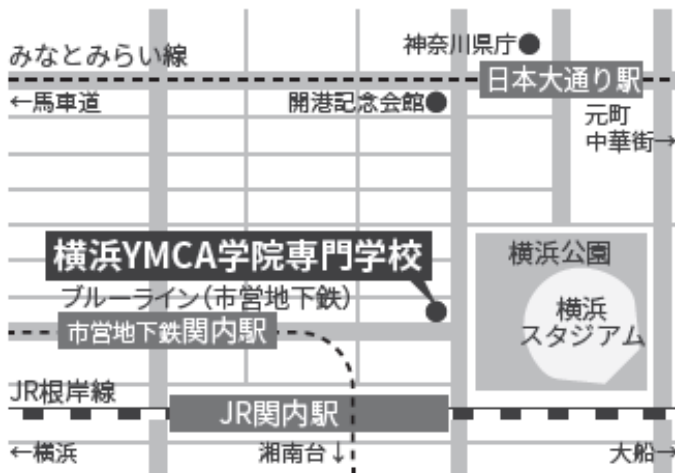 神奈川県庁
みなとみらい線
日本大通り駅
←馬車道
開港記念会館
元町
中華街→
横浜YMCA学院専門学校
横浜公園
ブルーライン(市営地下鉄)
横浜
スタジアム
市営地下鉄関内駅
JR根岸線
JR関内駅
←横浜
湘南台↓
大船→